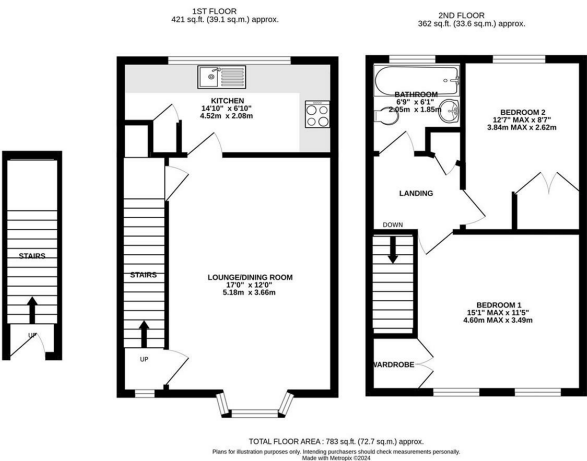 1ST FLOOR
421 sq.ft. (39.1 sq.m.) approx.
2ND FLOOR
362 sq.ft. (33.6 sq.m.) approx.
KITCHEN
14'10" x 6'10"
4.52m x 2.08m
BATHROOM
6'9" x 6'1"
2.05m x 1.85m
BEDROOM 2
12'7" MAX x 8'7"
3.84m MAX x 2.62m
LANDING
DOWN
STAIRS
UP
STAIRS
UP
LOUNGE/DINING ROOM
17'0" x 12'0"
5.18m x 3.66m
BEDROOM 1
15'1" MAX x 11'5"
4.60m MAX x 3.49m
WARDROBE
TOTAL FLOOR AREA : 783 sq.ft. (72.7 sq.m.) approx.
Plans for illustration purposes only. Intending purchasers should check measurements personally.
Made with Metropix ©2024